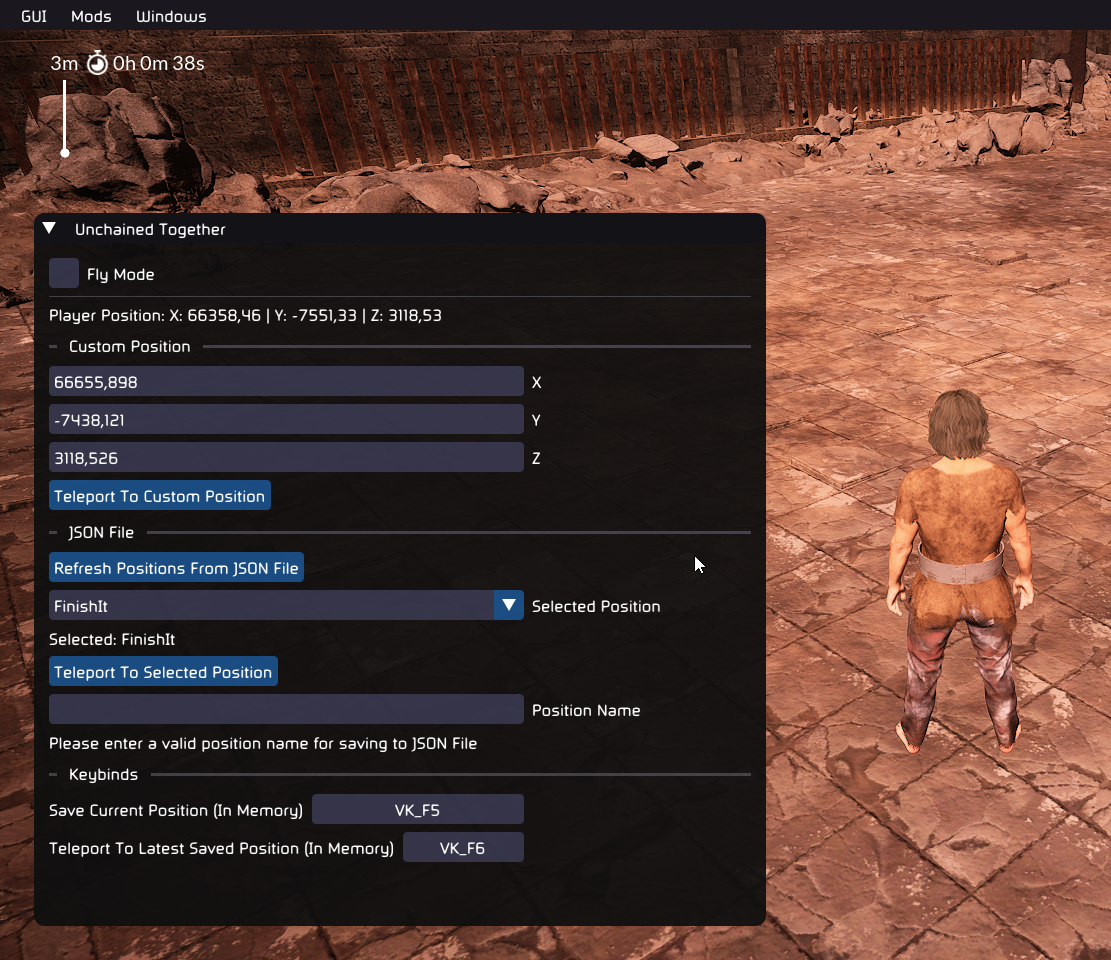 GUI Mods Windows
3m 0h 0m 38s
Unchained Together
Fly Mode
Player Position: X: 66358,46 | Y: -7551,33 | Z: 3118,53
Custom Position
66655,898 X
-7438,121 Y
3118,526 Z
Teleport To Custom Position
JSON File
Refresh Positions From JSON File
FinishIt Selected Position
Selected: FinishIt
Teleport To Selected Position
Position Name
Please enter a valid position name for saving to JSON File
Keybinds
Save Current Position (In Memory) VK_F5
Teleport To Latest Saved Position (In Memory) VK_F6